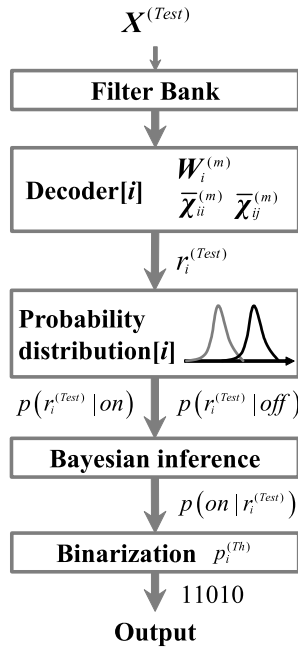 X^(Test)
Filter Bank
Decoder[i] W_i^(m)
χ̅_ii^(m) χ̅_ij^(m)
r_i^(Test)
Probability
distribution[i]
p(r_i^(Test) | on) p(r_i^(Test) | off)
Bayesian inference
p(on | r_i^(Test))
Binarization p_i^(Th)
11010
Output